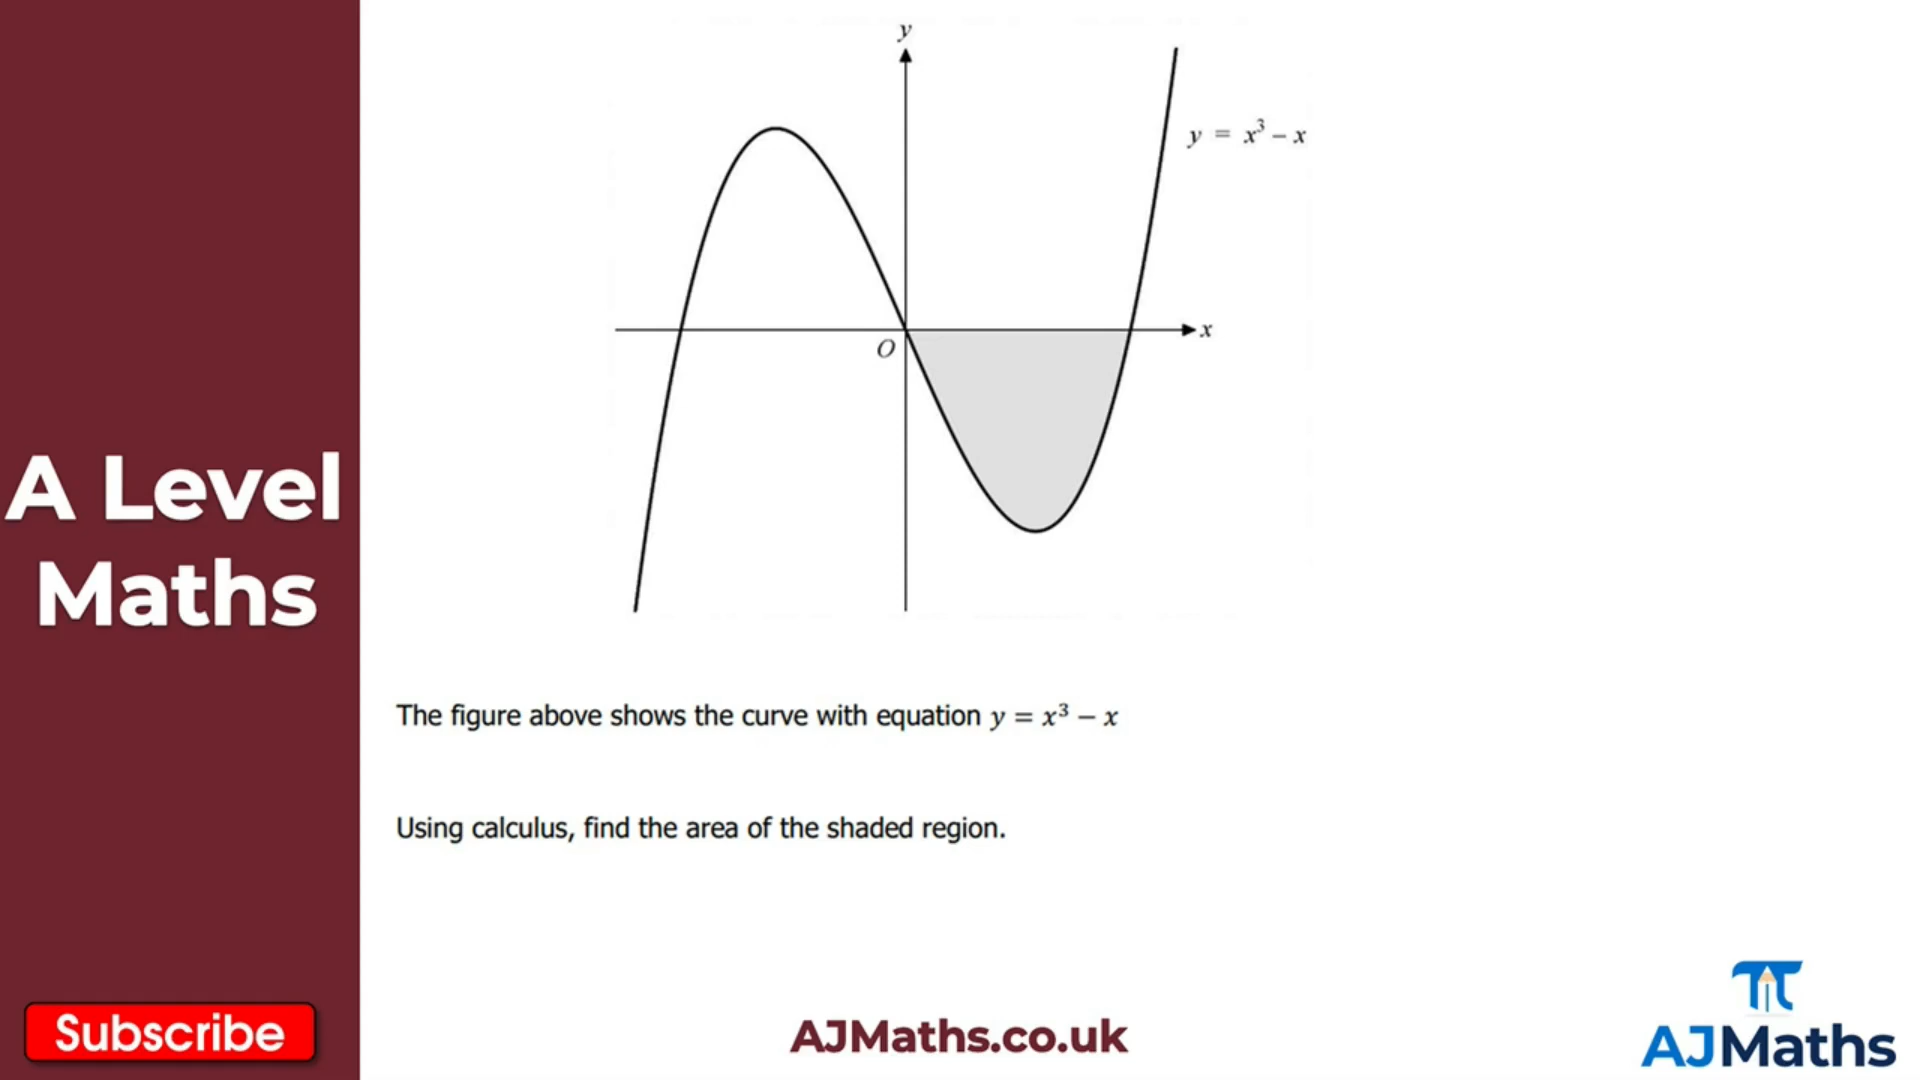 y
y = x³ – x
x
O
A Level
Maths
The figure above shows the curve with equation y = x³ − x
Using calculus, find the area of the shaded region.
Subscribe
AJMaths.co.uk
AJMaths